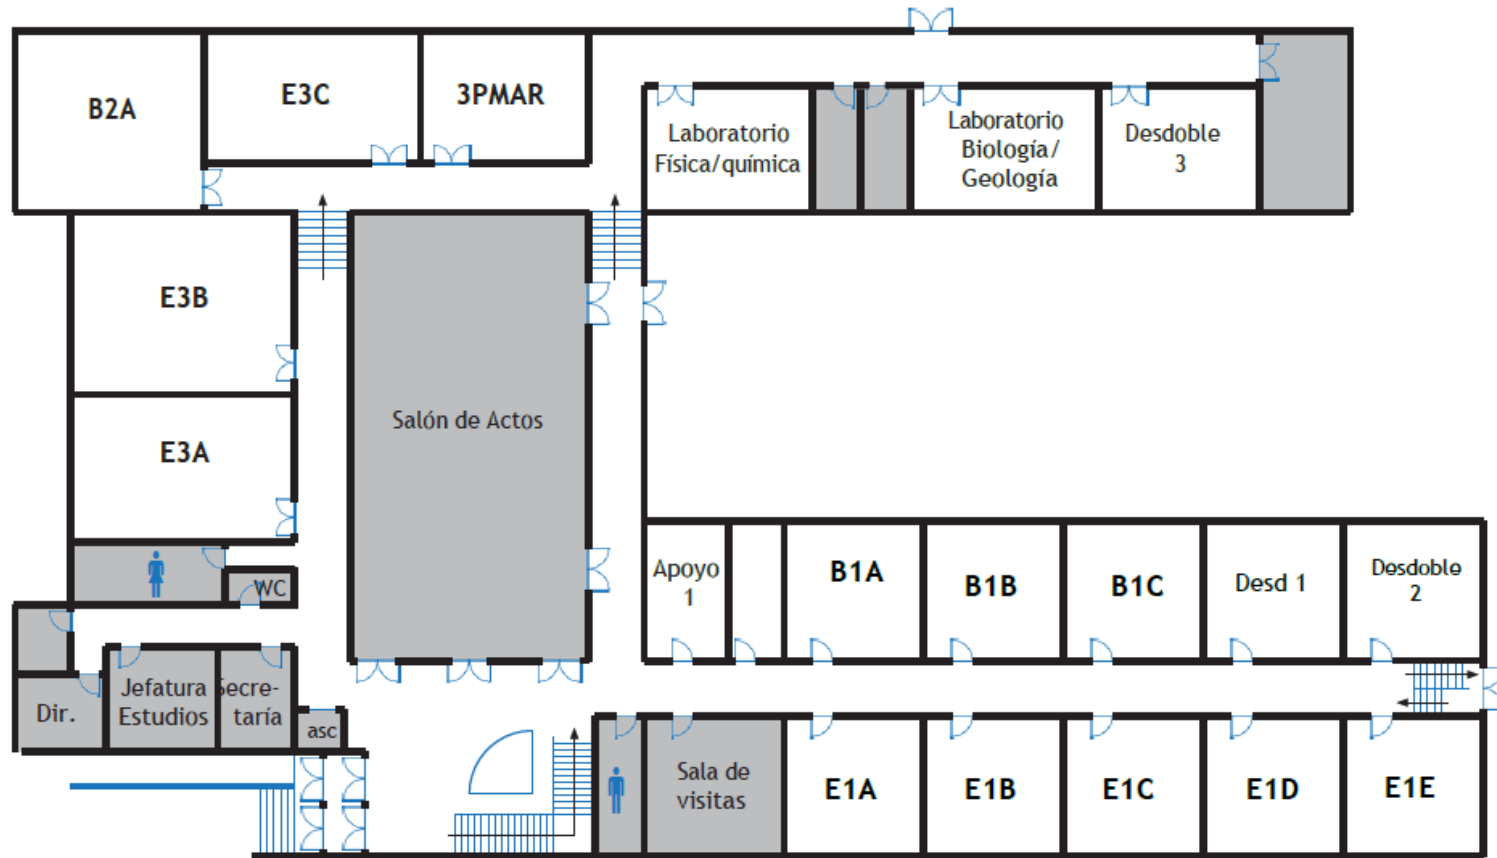 B2A
E3C
3PMAR
Laboratorio
Física/química
Laboratorio
Biología/
Geología
Desdoble
3
E3B
E3A
Salón de Actos
WC
Apoyo
1
B1A
B1B
B1C
Desd 1
Desdoble
2
Dir.
Jefatura
Estudios
Secre-
taría
asc
Sala de
visitas
E1A
E1B
E1C
E1D
E1E